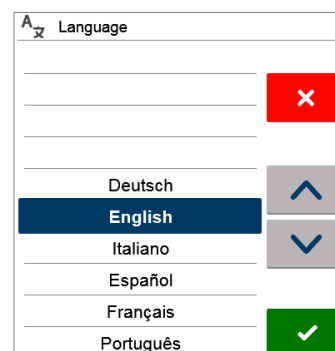 Language
Deutsch
English
Italiano
Español
Français
Português